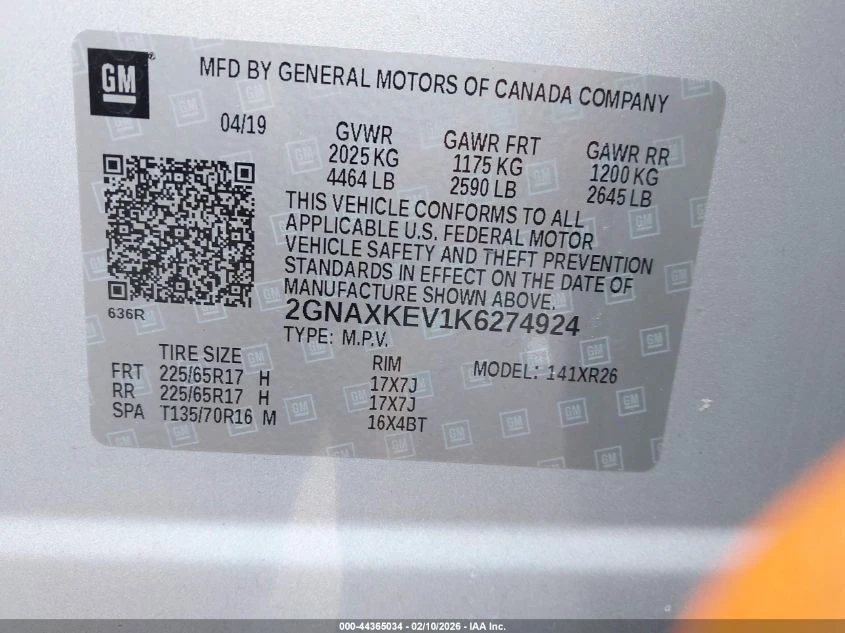 GM
MFD BY GENERAL MOTORS OF CANADA COMPANY
04/19
GVWR
2025 KG
4464 LB
GAWR FRT
1175 KG
2590 LB
GAWR RR
1200 KG
2645 LB
THIS VEHICLE CONFORMS TO ALL
APPLICABLE U.S. FEDERAL MOTOR
VEHICLE SAFETY AND THEFT PREVENTION
STANDARDS IN EFFECT ON THE DATE OF
MANUFACTURE SHOWN ABOVE.
2GNAXKEV1K6274924
TYPE: M.P.V.
636R
TIRE SIZE RIM MODEL: 141XR26
FRT 225/65R17 H 17X7J
RR 225/65R17 H 17X7J
SPA T135/70R16 M 16X4BT
000-44365034 - 02/10/2026 - IAA Inc.